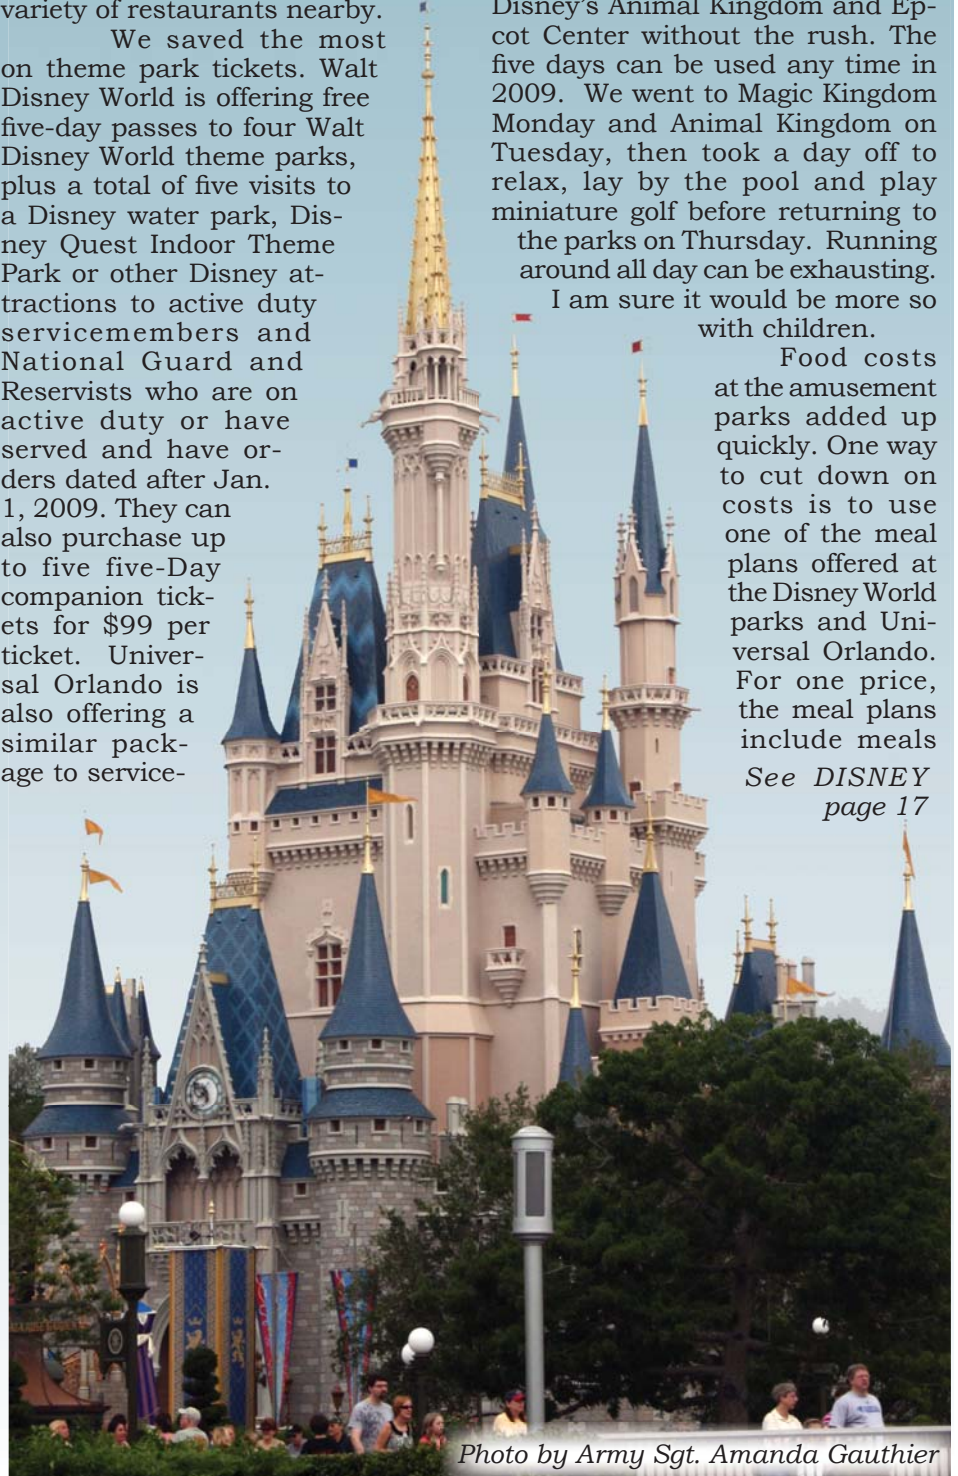 variety of restaurants nearby.
We saved the most
on theme park tickets. Walt
Disney World is offering free
five-day passes to four Walt
Disney World theme parks,
plus a total of five visits to
a Disney water park, Dis-
ney Quest Indoor Theme
Park or other Disney at-
tractions to active duty
servicemembers and
National Guard and
Reservists who are on
active duty or have
served and have or-
ders dated after Jan.
1, 2009. They can
also purchase up
to five five-Day
companion tick-
ets for $99 per
ticket. Univer-
sal Orlando is
also offering a
similar pack-
age to service-
Disney's Animal Kingdom and Ep-
cot Center without the rush. The
five days can be used any time in
2009. We went to Magic Kingdom
Monday and Animal Kingdom on
Tuesday, then took a day off to
relax, lay by the pool and play
miniature golf before returning to
the parks on Thursday. Running
around all day can be exhausting.
I am sure it would be more so
with children.
Food costs
at the amusement
parks added up
quickly. One way
to cut down on
costs is to use
one of the meal
plans offered at
the Disney World
parks and Uni-
versal Orlando.
For one price,
the meal plans
include meals
See DISNEY
page 17
Photo by Army Sgt. Amanda Gauthier